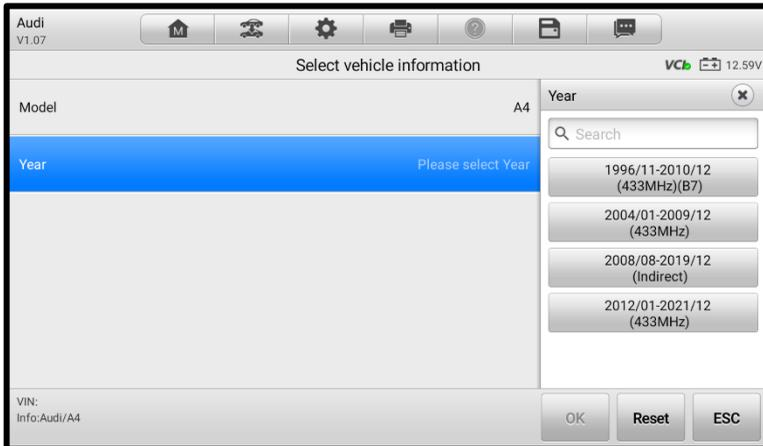 Audi
V1.07
M
?
Select vehicle information
VCI
12.59V
Model
A4
Year
Please select Year
Year
Search
1996/11-2010/12
(433MHz)(B7)
2004/01-2009/12
(433MHz)
2008/08-2019/12
(Indirect)
2012/01-2021/12
(433MHz)
VIN:
Info:Audi/A4
OK
Reset
ESC